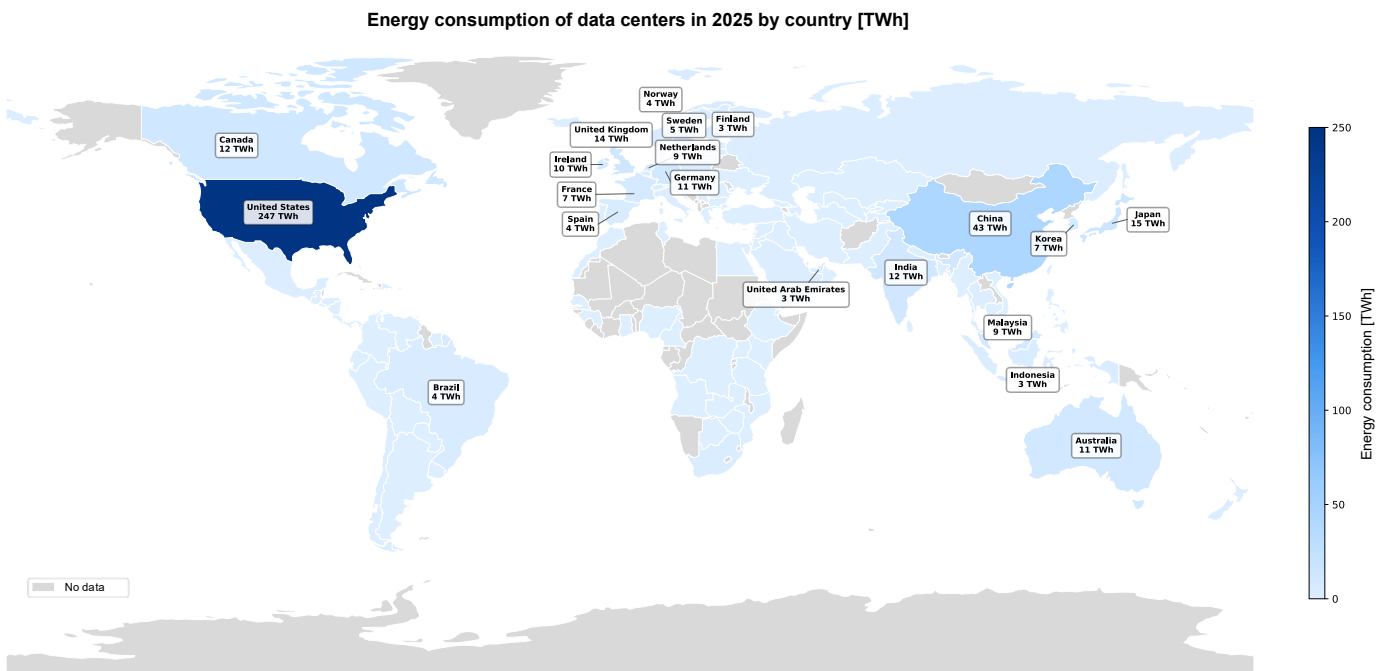 Energy consumption of data centers in 2025 by country [TWh]
Norway
4 TWh
Sweden
5 TWh
Finland
3 TWh
United Kingdom
14 TWh
Canada
12 TWh
Netherlands
9 TWh
Ireland
10 TWh
Germany
11 TWh
France
7 TWh
United States
247 TWh
Spain
4 TWh
China
43 TWh
Japan
15 TWh
Korea
7 TWh
India
12 TWh
United Arab Emirates
3 TWh
Malaysia
9 TWh
Indonesia
3 TWh
Brazil
4 TWh
Australia
11 TWh
No data
250
200
150
100
50
0
Energy consumption [TWh]